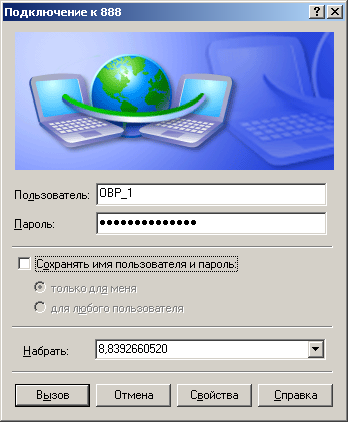 Подключение к 888
Пользователь: OBP_1
Пароль: ●●●●●●●●●●●●●●
Сохранять имя пользователя и пароль:
только для меня
для любого пользователя
Набрать: 8,8392660520
Вызов Отмена Свойства Справка